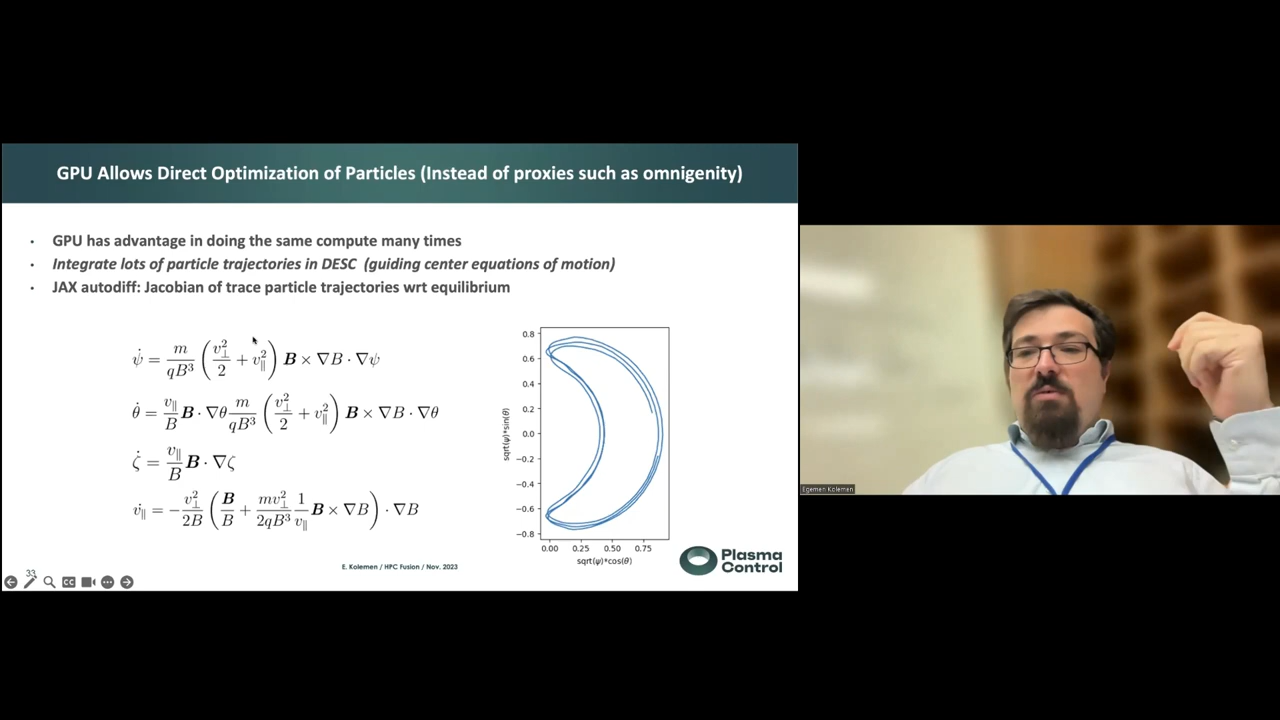 GPU Allows Direct Optimization of Particles (Instead of proxies such as omnigenity)
• GPU has advantage in doing the same compute many times
• Integrate lots of particle trajectories in DESC (guiding center equations of motion)
• JAX autodiff: Jacobian of trace particle trajectories wrt equilibrium
ψ̇ = m/(qB³) (v⊥²/2 + v∥²) B × ∇B · ∇ψ
θ̇ = v∥/B B · ∇θ m/(qB³) (v⊥²/2 + v∥²) B × ∇B · ∇θ
ζ̇ = v∥/B B · ∇ζ
v̇∥ = −v⊥²/(2B) (B/B + mv⊥²/(2qB³) 1/v∥ B × ∇B) · ∇B
0.8
0.6
0.4
0.2
0.0
−0.2
−0.4
−0.6
−0.8
sqrt(ψ)*sin(θ)
0.00 0.25 0.50 0.75
sqrt(ψ)*cos(θ)
E. Kolemen / HPC Fusion / Nov. 2023
Plasma
Control
33
CC
Egemen Kolemen